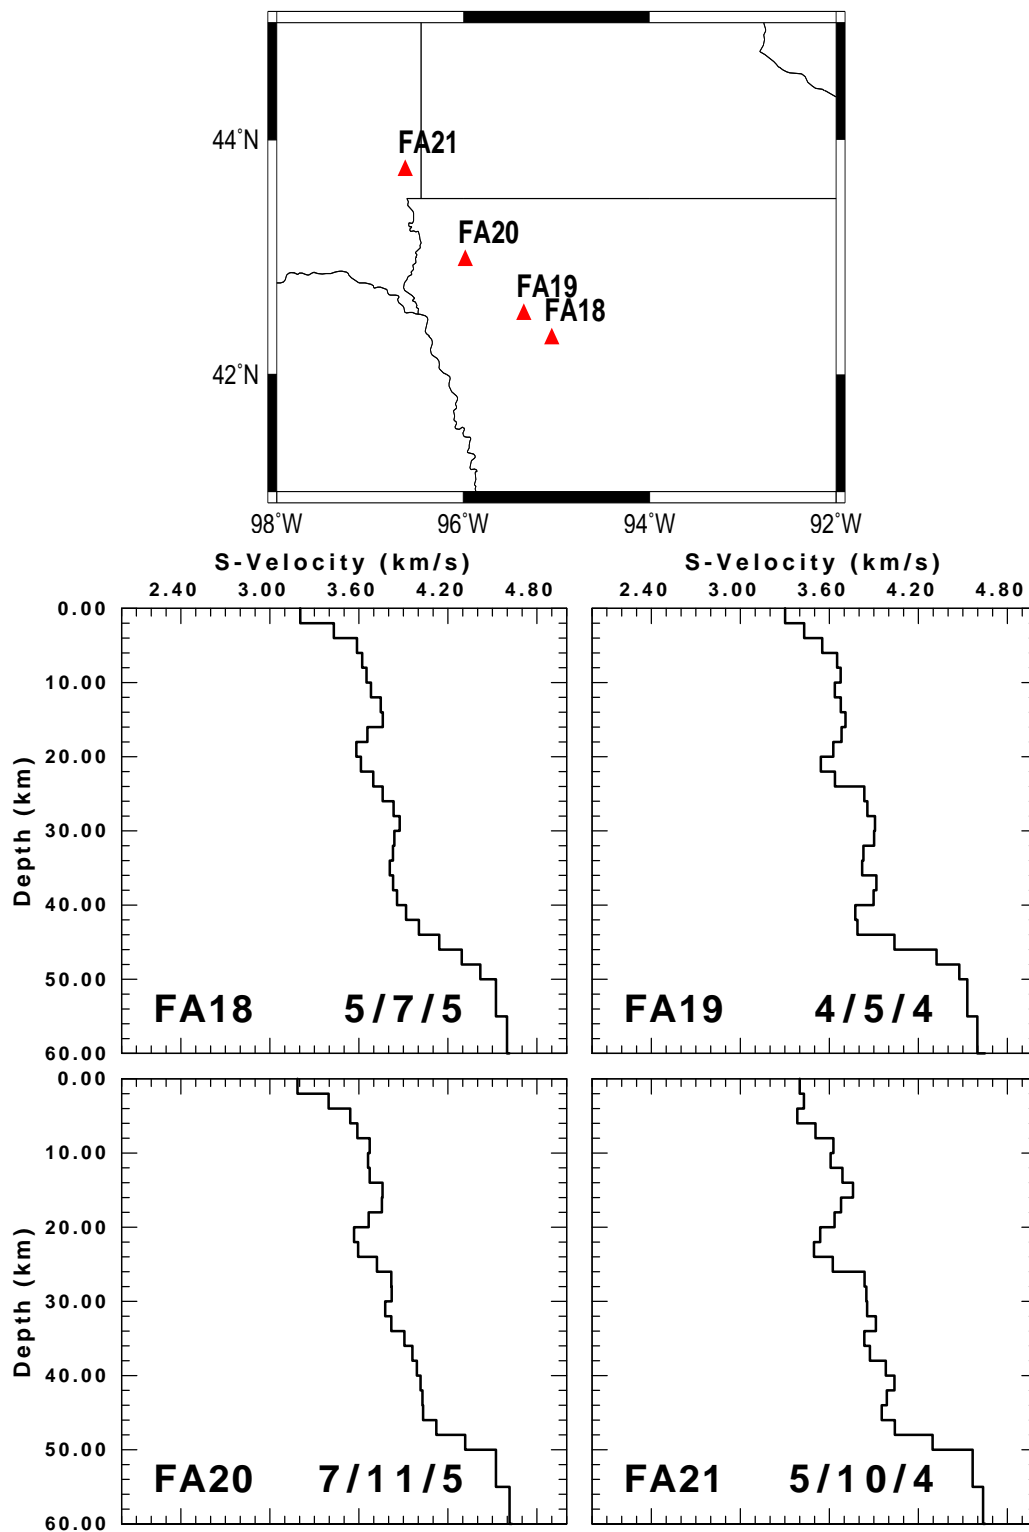 FA21
44°N
FA20
FA19
FA18
42°N
98°W 96°W 94°W 92°W
S-Velocity (km/s) S-Velocity (km/s)
2.40 3.00 3.60 4.20 4.80 2.40 3.00 3.60 4.20 4.80
0.00
10.00
20.00
Depth (km)
30.00
40.00
50.00
FA18 5/7/5 FA19 4/5/4
60.00
0.00
10.00
20.00
Depth (km)
30.00
40.00
50.00
FA20 7/11/5 FA21 5/10/4
60.00